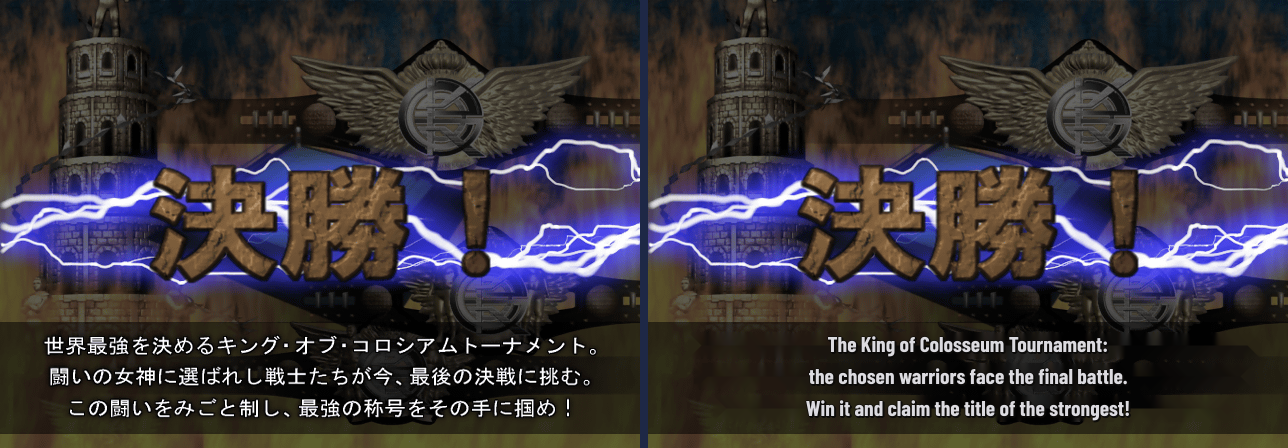 決勝！
世界最強を決めるキング・オブ・コロシアムトーナメント。
闘いの女神に選ばれし戦士たちが今、最後の決戦に挑む。
この闘いをみごと制し、最強の称号をその手に掴め！
決勝！
The King of Colosseum Tournament:
the chosen warriors face the final battle.
Win it and claim the title of the strongest!